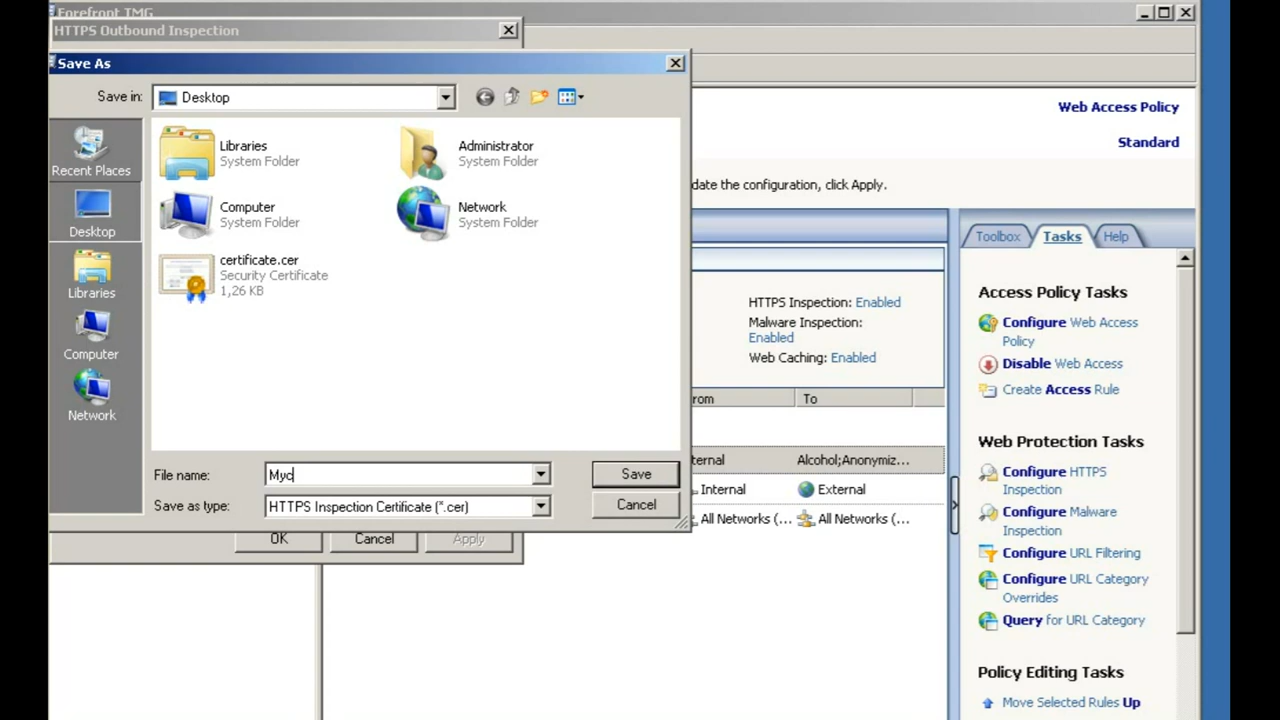 Forefront TMG
HTTPS Outbound Inspection
Save As
Save in:
Desktop
Recent Places
Desktop
Libraries
Computer
Network
Libraries
System Folder
Administrator
System Folder
Computer
System Folder
Network
System Folder
certificate.cer
Security Certificate
1,26 KB
File name:
Myc
Save
Save as type:
HTTPS Inspection Certificate (*.cer)
Cancel
OK
Cancel
Apply
Web Access Policy
Standard
date the configuration, click Apply.
HTTPS Inspection: Enabled
Malware Inspection:
Enabled
Web Caching: Enabled
rom
To
ternal
Alcohol;Anonymiz...
Internal
External
All Networks (...
All Networks (...
Toolbox
Tasks
Help
Access Policy Tasks
Configure Web Access
Policy
Disable Web Access
Create Access Rule
Web Protection Tasks
Configure HTTPS
Inspection
Configure Malware
Inspection
Configure URL Filtering
Configure URL Category
Overrides
Query for URL Category
Policy Editing Tasks
Move Selected Rules Up